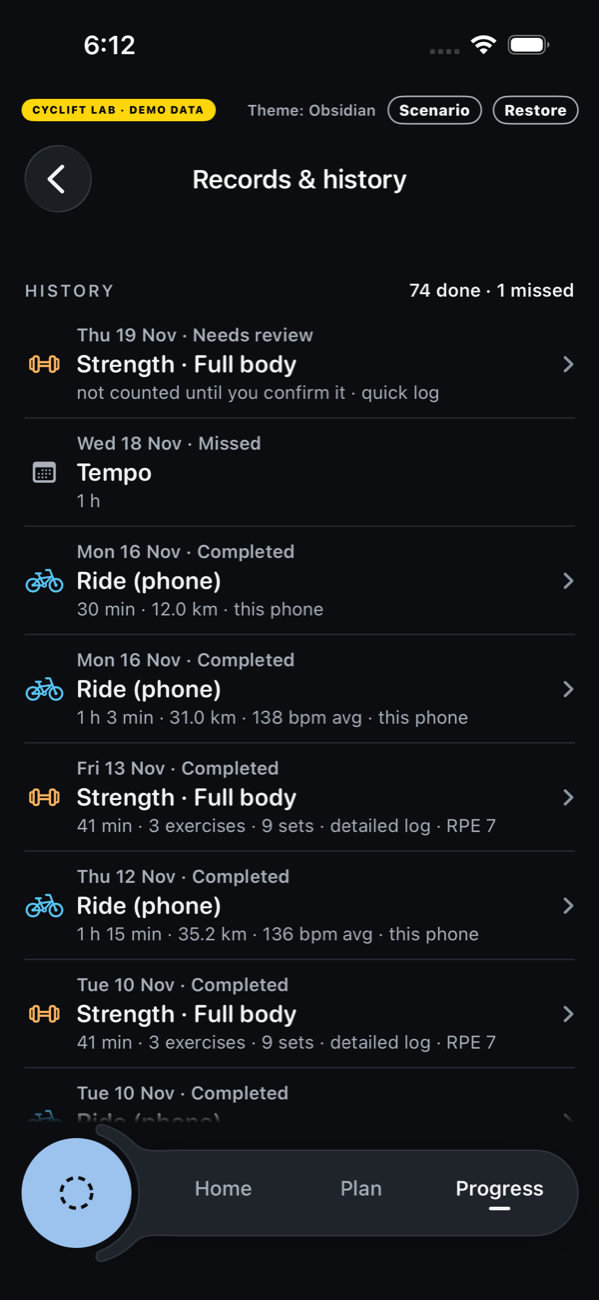 6:12
CYCLIFT LAB · DEMO DATA Theme: Obsidian Scenario Restore
Records & history
HISTORY 74 done · 1 missed
Thu 19 Nov · Needs review
Strength · Full body
not counted until you confirm it · quick log
Wed 18 Nov · Missed
Tempo
1 h
Mon 16 Nov · Completed
Ride (phone)
30 min · 12.0 km · this phone
Mon 16 Nov · Completed
Ride (phone)
1 h 3 min · 31.0 km · 138 bpm avg · this phone
Fri 13 Nov · Completed
Strength · Full body
41 min · 3 exercises · 9 sets · detailed log · RPE 7
Thu 12 Nov · Completed
Ride (phone)
1 h 15 min · 35.2 km · 136 bpm avg · this phone
Tue 10 Nov · Completed
Strength · Full body
41 min · 3 exercises · 9 sets · detailed log · RPE 7
Tue 10 Nov · Completed
Ride (phone)
Home Plan Progress